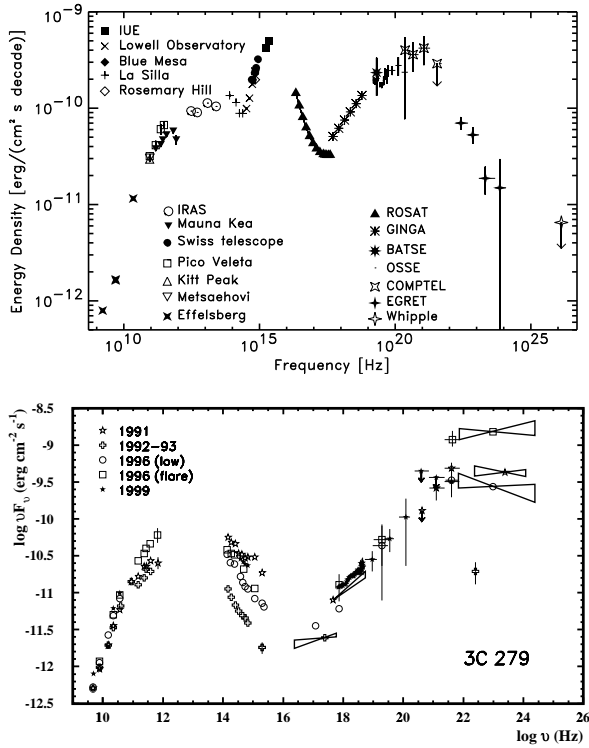 10⁻⁹
10⁻¹⁰
10⁻¹¹
10⁻¹²
Energy Density [erg/(cm² s decade)]
IUE
Lowell Observatory
Blue Mesa
La Silla
Rosemary Hill
IRAS
Mauna Kea
Swiss telescope
Pico Veleta
Kitt Peak
Metsaehovi
Effelsberg
ROSAT
GINGA
BATSE
OSSE
COMPTEL
EGRET
Whipple
10¹⁰ 10¹⁵ 10²⁰ 10²⁵
Frequency [Hz]
-8.5
-9
-9.5
-10
-10.5
-11
-11.5
-12
-12.5
log νFν (erg cm⁻² s⁻¹)
1991
1992-93
1996 (low)
1996 (flare)
1999
3C 279
10 12 14 16 18 20 22 24 26
log υ (Hz)